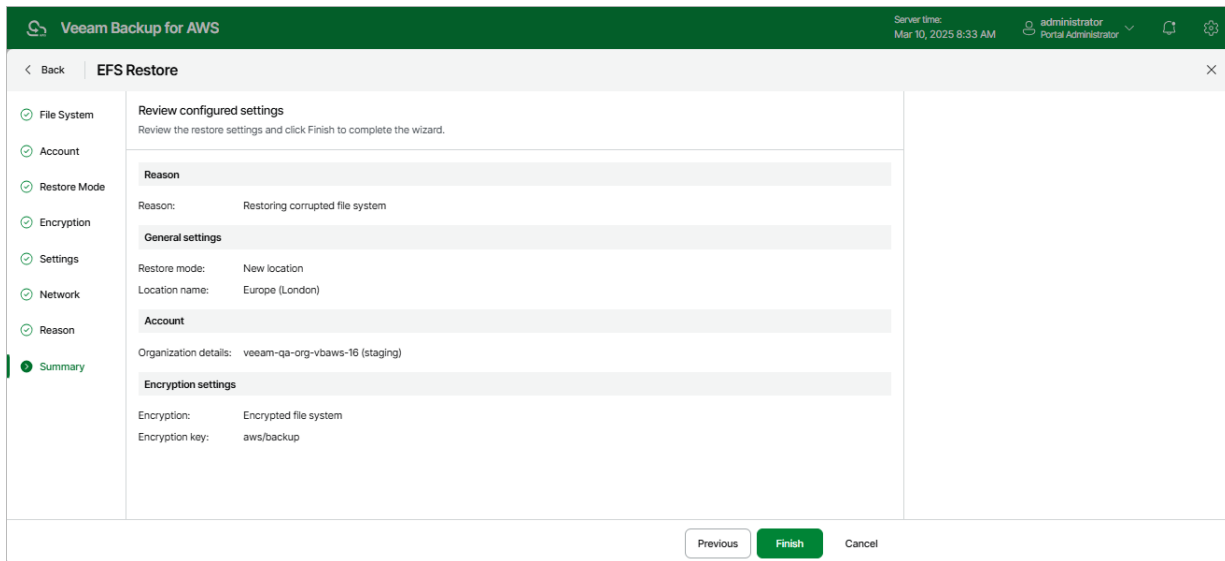 Veeam Backup for AWS
Server time:
Mar 10, 2025 8:33 AM
administrator
Portal Administrator
Back
EFS Restore
File System
Account
Restore Mode
Encryption
Settings
Network
Reason
Summary
Review configured settings
Review the restore settings and click Finish to complete the wizard.
Reason
Reason: Restoring corrupted file system
General settings
Restore mode: New location
Location name: Europe (London)
Account
Organization details: veeam-qa-org-vbaws-16 (staging)
Encryption settings
Encryption: Encrypted file system
Encryption key: aws/backup
Previous Finish Cancel